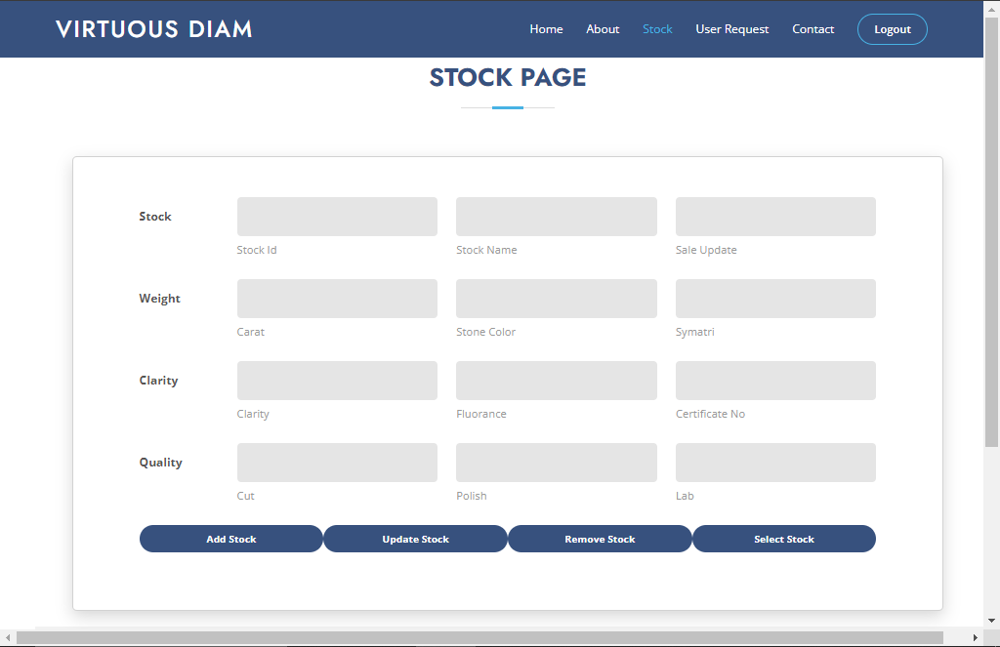 VIRTUOUS DIAM
Home About Stock User Request Contact Logout
STOCK PAGE
Stock
Stock Id Stock Name Sale Update
Weight
Carat Stone Color Symatri
Clarity
Clarity Fluorance Certificate No
Quality
Cut Polish Lab
Add Stock Update Stock Remove Stock Select Stock